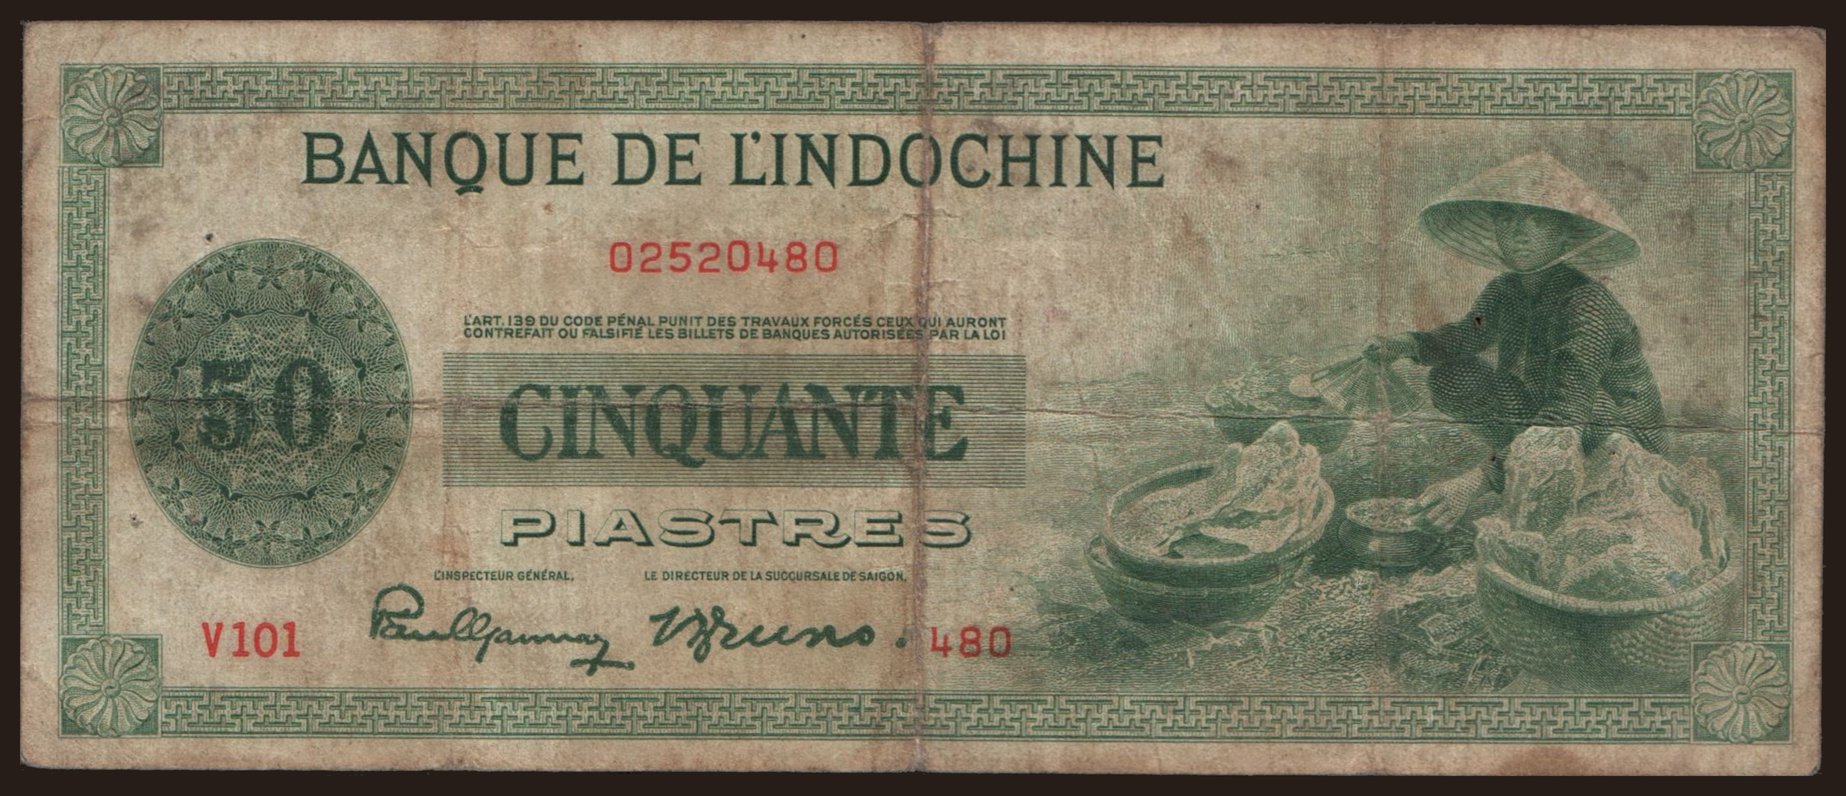 BANQUE DE L'INDOCHINE
02520480
L'ART. 139 DU CODE PÉNAL PUNIT DES TRAVAUX FORCÉS CEUX QUI AURONT
CONTREFAIT OU FALSIFIÉ LES BILLETS DE BANQUES AUTORISÉES PAR LA LOI
50
CINQUANTE
PIASTRES
L'INSPECTEUR GÉNÉRAL,
LE DIRECTEUR DE LA SUCCURSALE DE SAIGON,
V101
480